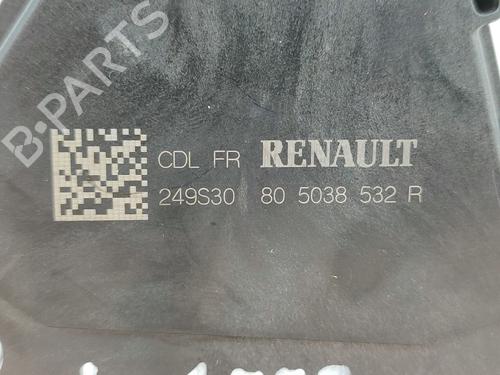 B-PARTS
CDL FR RENAULT
249S30 80 5038 532 R